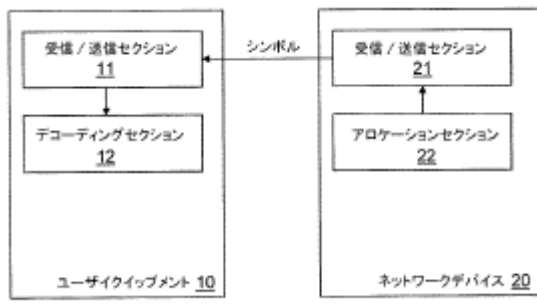 受信 / 送信セクション
11
シンボル
受信 / 送信セクション
21
デコーディングセクション
12
アロケーションセクション
22
ユーザイクイップメント 10
ネットワークデバイス 20